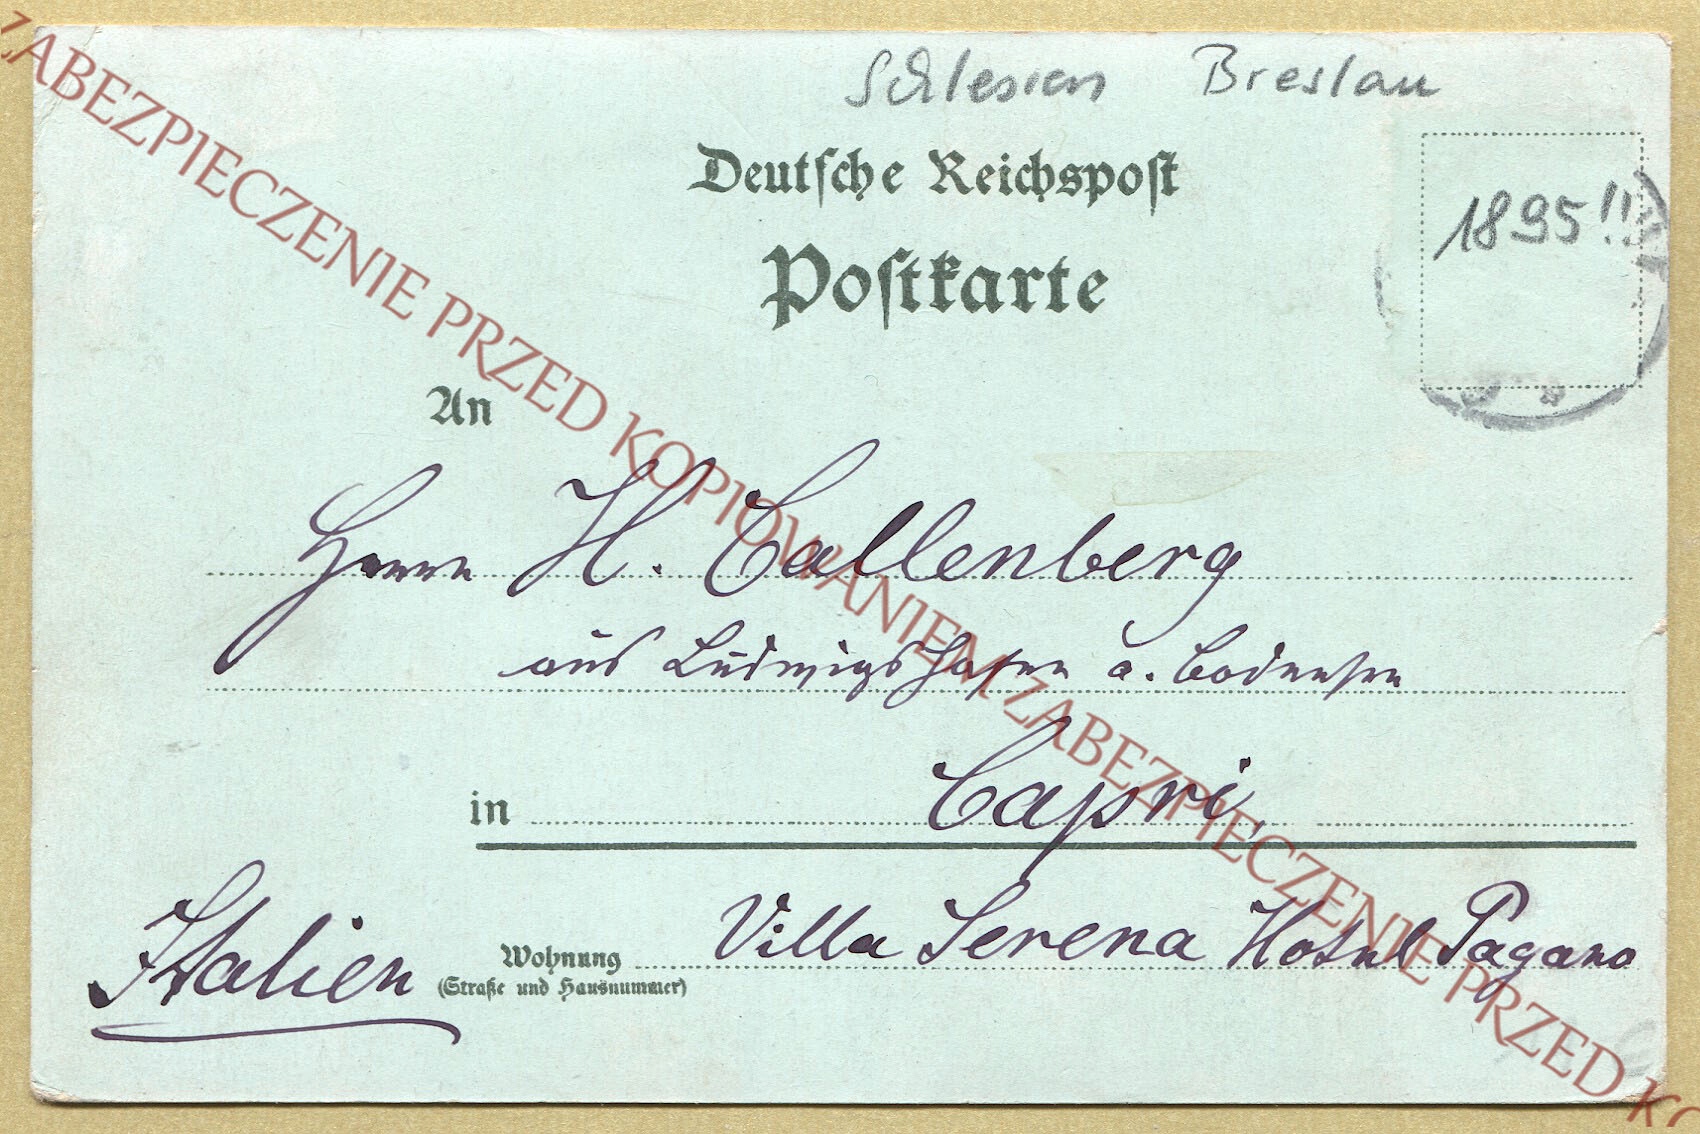 Schlesien Breslau
Deutsche Reichspost
Postkarte
1895!!
An
Herrn H. Callenberg
aus Ludwigshafen a. Bodensee
in Capri,
Italien
Wohnung Villa Serena Hotel Pagano
(Straße und Hausnummer)
ZABEZPIECZENIE PRZED KOPIOWANIEM ZABEZPIECZENIE PRZED KO